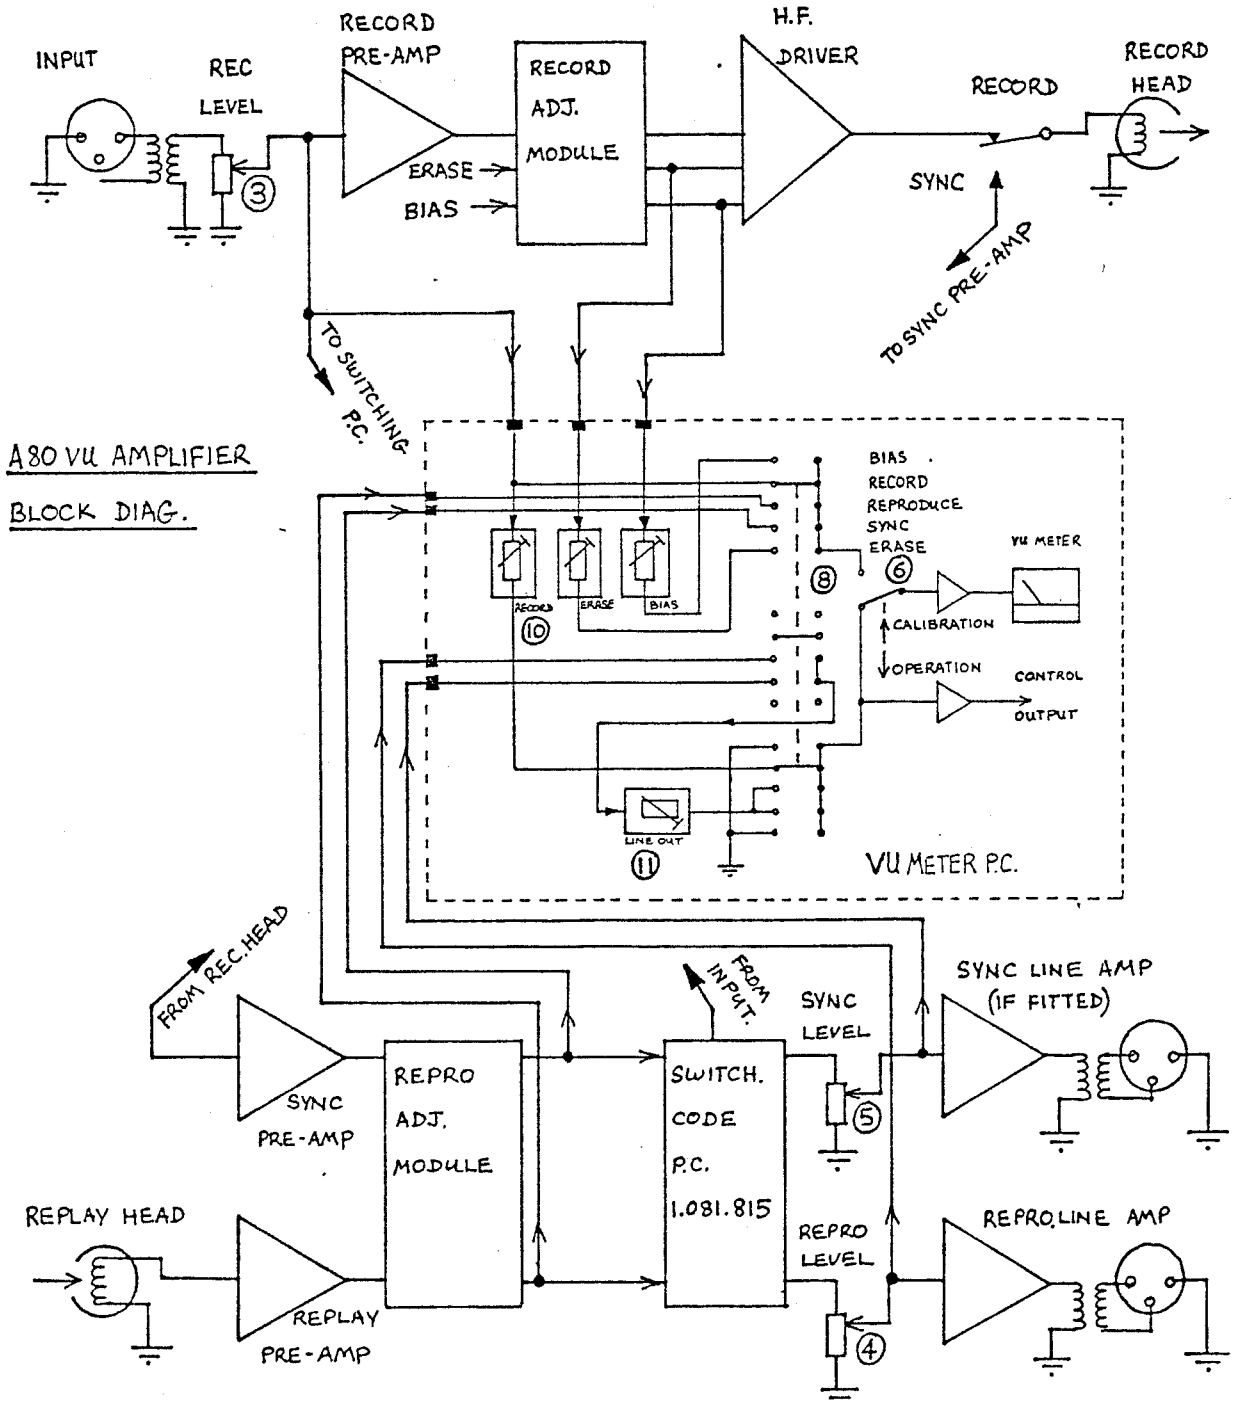 INPUT
REC
LEVEL
③
RECORD
PRE-AMP
ERASE
BIAS
RECORD
ADJ.
MODULE
H.F.
DRIVER
RECORD
SYNC
RECORD
HEAD
TO SYNC PRE-AMP
TO SWITCHING
P.C.
A80 VU AMPLIFIER
BLOCK DIAG.
BIAS
RECORD
REPRODUCE
SYNC
ERASE
⑧
⑥
VU METER
RECORD
ERASE
BIAS
⑩
CALIBRATION
OPERATION
CONTROL
OUTPUT
LINE OUT
⑪
VU METER P.C.
FROM REC. HEAD
FROM
INPUT.
SYNC
LEVEL
⑤
SYNC LINE AMP
(IF FITTED)
SYNC
PRE-AMP
REPRO
ADJ.
MODULE
SWITCH.
CODE
P.C.
1.081.815
REPLAY HEAD
REPLAY
PRE-AMP
REPRO
LEVEL
④
REPRO.LINE AMP